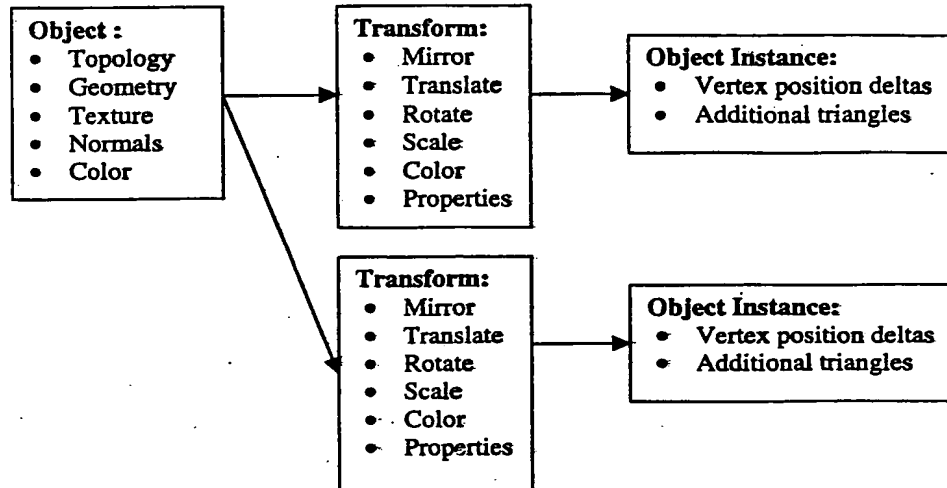 Object :
• Topology
• Geometry
• Texture
• Normals
• Color
Transform:
• Mirror
• Translate
• Rotate
• Scale
• Color
• Properties
Object Instance:
• Vertex position deltas
• Additional triangles
Transform:
• Mirror
• Translate
• Rotate
• Scale
• Color
• Properties
Object Instance:
• Vertex position deltas
• Additional triangles